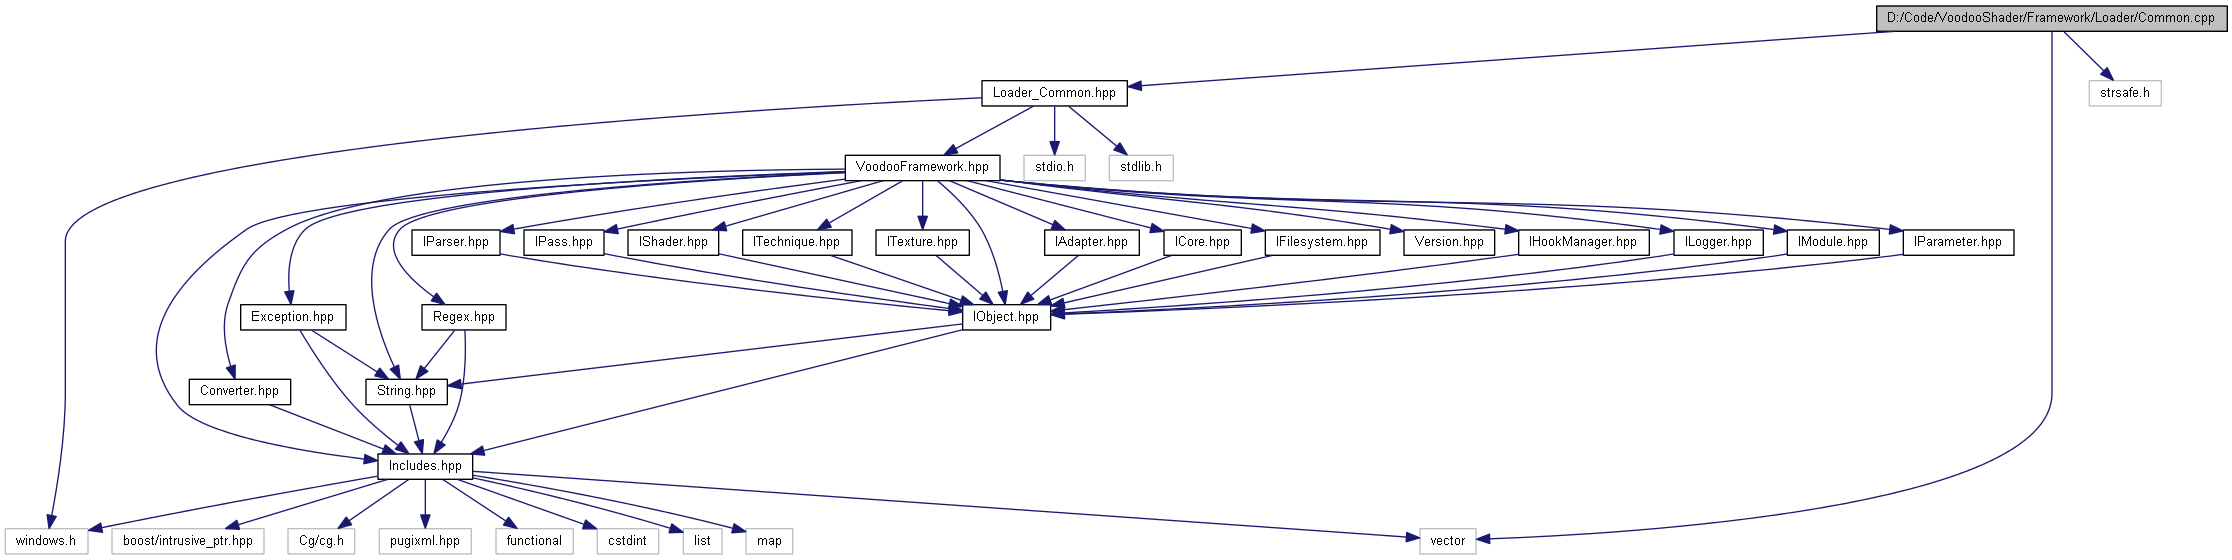 D:/Code/VoodooShader/Framework/Loader/Common.cpp
Loader_Common.hpp
strsafe.h
VoodooFramework.hpp
stdio.h
stdlib.h
IParser.hpp
IPass.hpp
IShader.hpp
ITechnique.hpp
ITexture.hpp
IAdapter.hpp
ICore.hpp
IFilesystem.hpp
Version.hpp
IHookManager.hpp
ILogger.hpp
IModule.hpp
IParameter.hpp
Exception.hpp
Regex.hpp
IObject.hpp
Converter.hpp
String.hpp
Includes.hpp
windows.h
boost/intrusive_ptr.hpp
Cg/cg.h
pugixml.hpp
functional
cstdint
list
map
vector